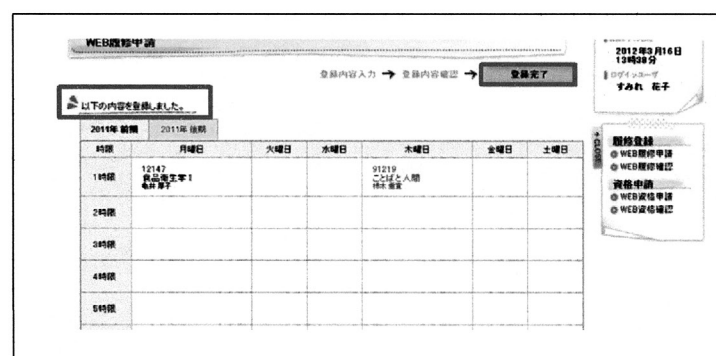 WEB履修申請
2012年3月16日
13時38分
登録内容入力 → 登録内容確認 → 登録完了
ログインユーザ
すみれ 花子
以下の内容を登録しました。
2011年 前期 2011年 後期
時限 月曜日 火曜日 水曜日 木曜日 金曜日 土曜日
1時限
12147
食品衛生学Ⅰ
亀井 厚子
91219
ことばと人間
2時限
3時限
4時限
5時限
CLOSE
履修登録
WEB履修申請
WEB履修確認
資格申請
WEB資格申請
WEB資格確認